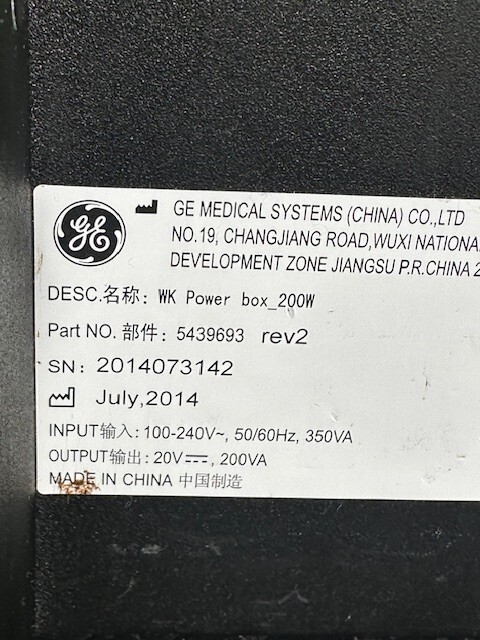 GE
GE MEDICAL SYSTEMS (CHINA) CO.,LTD
NO.19, CHANGJIANG ROAD,WUXI NATIONA
DEVELOPMENT ZONE JIANGSU P.R.CHINA 2
DESC.名称: WK Power box_200W
Part NO. 部件: 5439693 rev2
SN: 2014073142
July,2014
INPUT输入: 100-240V~, 50/60Hz, 350VA
OUTPUT输出: 20V⎓, 200VA
MADE IN CHINA 中国制造